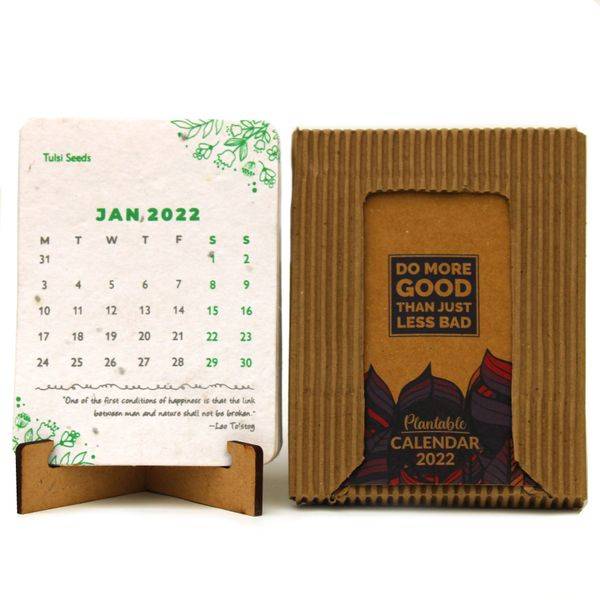 Tulsi Seeds
JAN,2022
M T W T F S S
31 1 2
3 4 5 6 7 8 9
10 11 12 13 14 15 16
17 18 19 20 21 22 23
24 25 26 27 28 29 30
"One of the first conditions of happiness is that the link
between man and nature shall not be broken."
—Leo Tolstoy
DO MORE
GOOD
THAN JUST
LESS BAD
Plantable
CALENDAR
2022